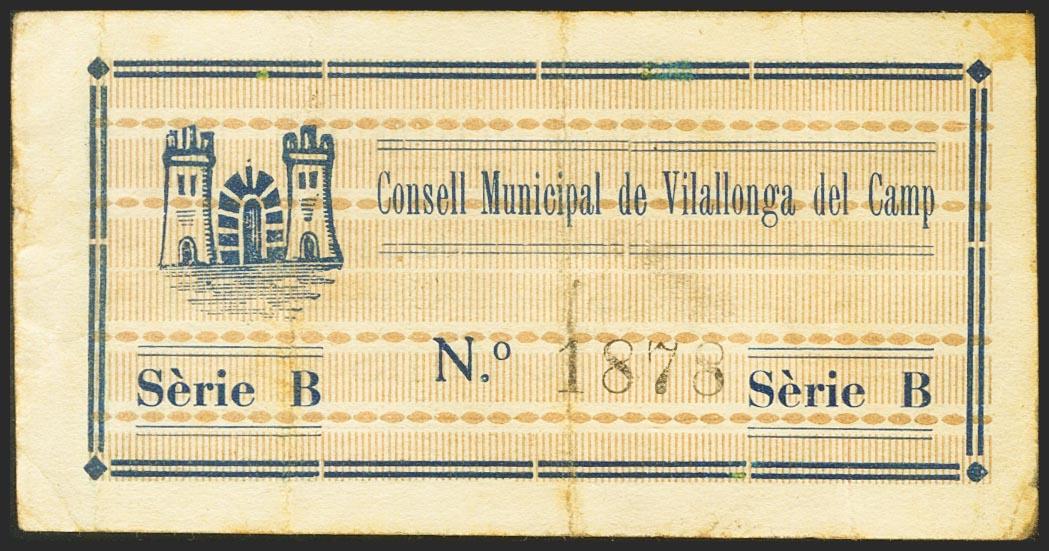 Consell Municipal de Vilallonga del Camp
N.º 1878
Sèrie B
Sèrie B